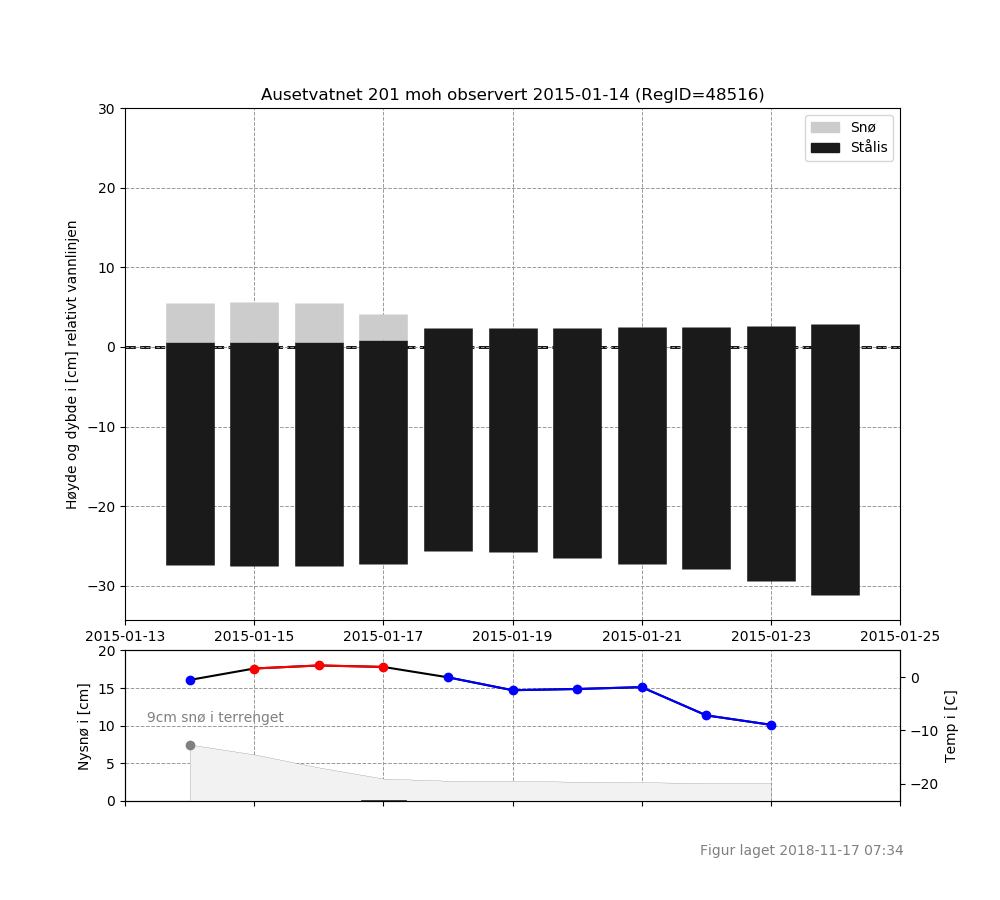 Ausetvatnet 201 moh observert 2015-01-14 (RegID=48516)
Snø
Stålis
Høyde og dybde i [cm] relativt vannlinjen
30
20
10
0
−10
−20
−30
2015-01-13 2015-01-15 2015-01-17 2015-01-19 2015-01-21 2015-01-23 2015-01-25
Nysnø i [cm]
20
15
10
5
0
9cm snø i terrenget
0
−10
−20
Temp i [C]
Figur laget 2018-11-17 07:34